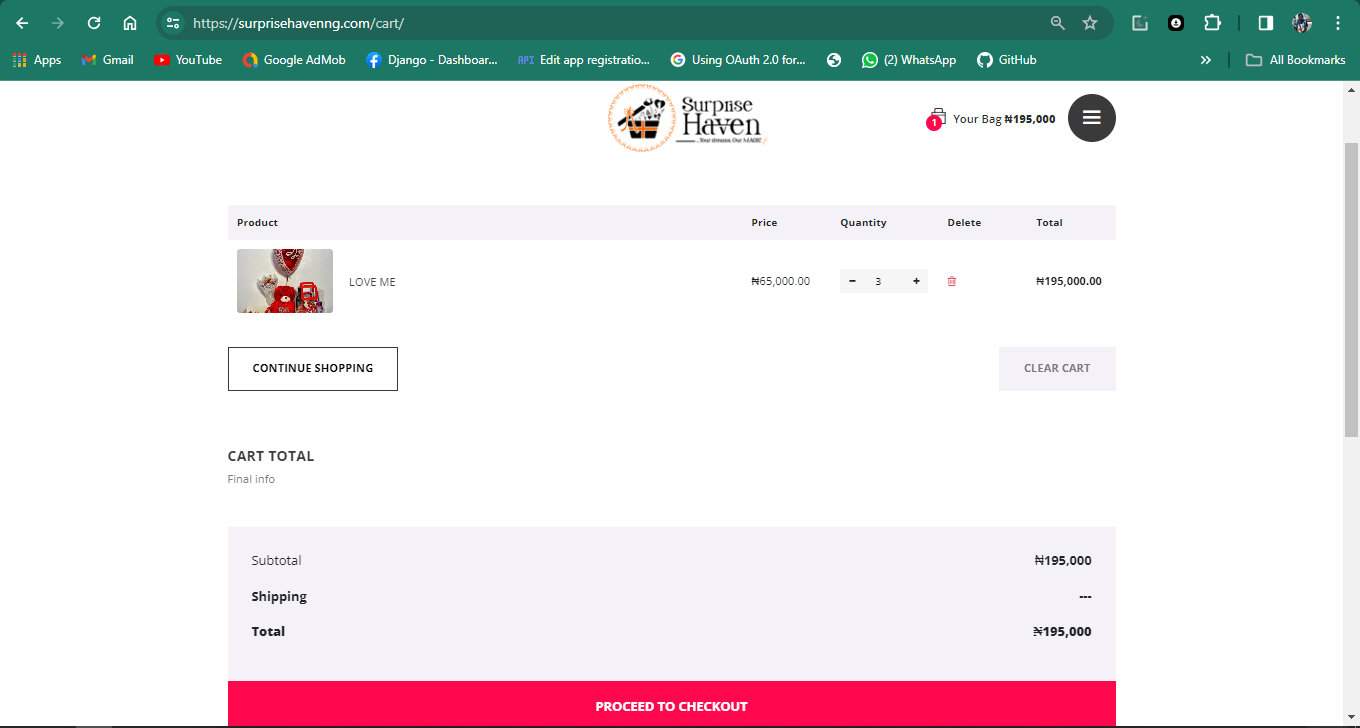 https://surprisehavenng.com/cart/
Apps Gmail YouTube Google AdMob Django - Dashboar... API Edit app registratio... Using OAuth 2.0 for... (2) WhatsApp GitHub » All Bookmarks
Surprise
Haven
...Your dreams, Our MAGIC
1 Your Bag ₦195,000
Product Price Quantity Delete Total
LOVE ME ₦65,000.00 - 3 + ₦195,000.00
CONTINUE SHOPPING CLEAR CART
CART TOTAL
Final info
Subtotal ₦195,000
Shipping ---
Total ₦195,000
PROCEED TO CHECKOUT